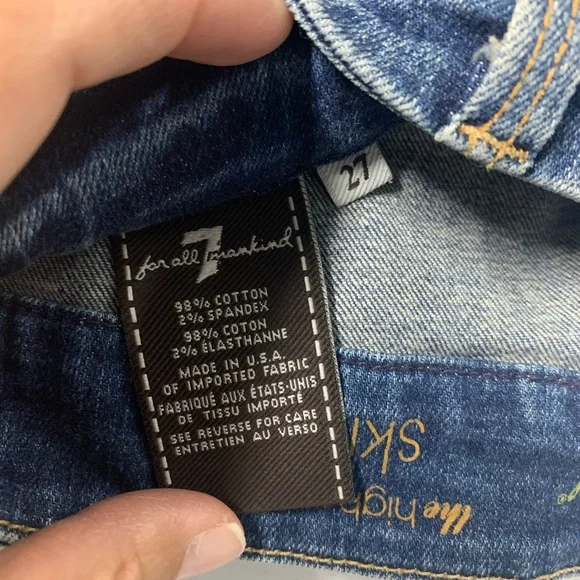 27
7
for all mankind
98% COTTON
2% SPANDEX
98% COTON
2% ÉLASTHANNE
MADE IN U.S.A.
OF IMPORTED FABRIC
FABRIQUÉ AUX ÉTATS-UNIS
DE TISSU IMPORTÉ
SEE REVERSE FOR CARE
ENTRETIEN AU VERSO
the high
SKI